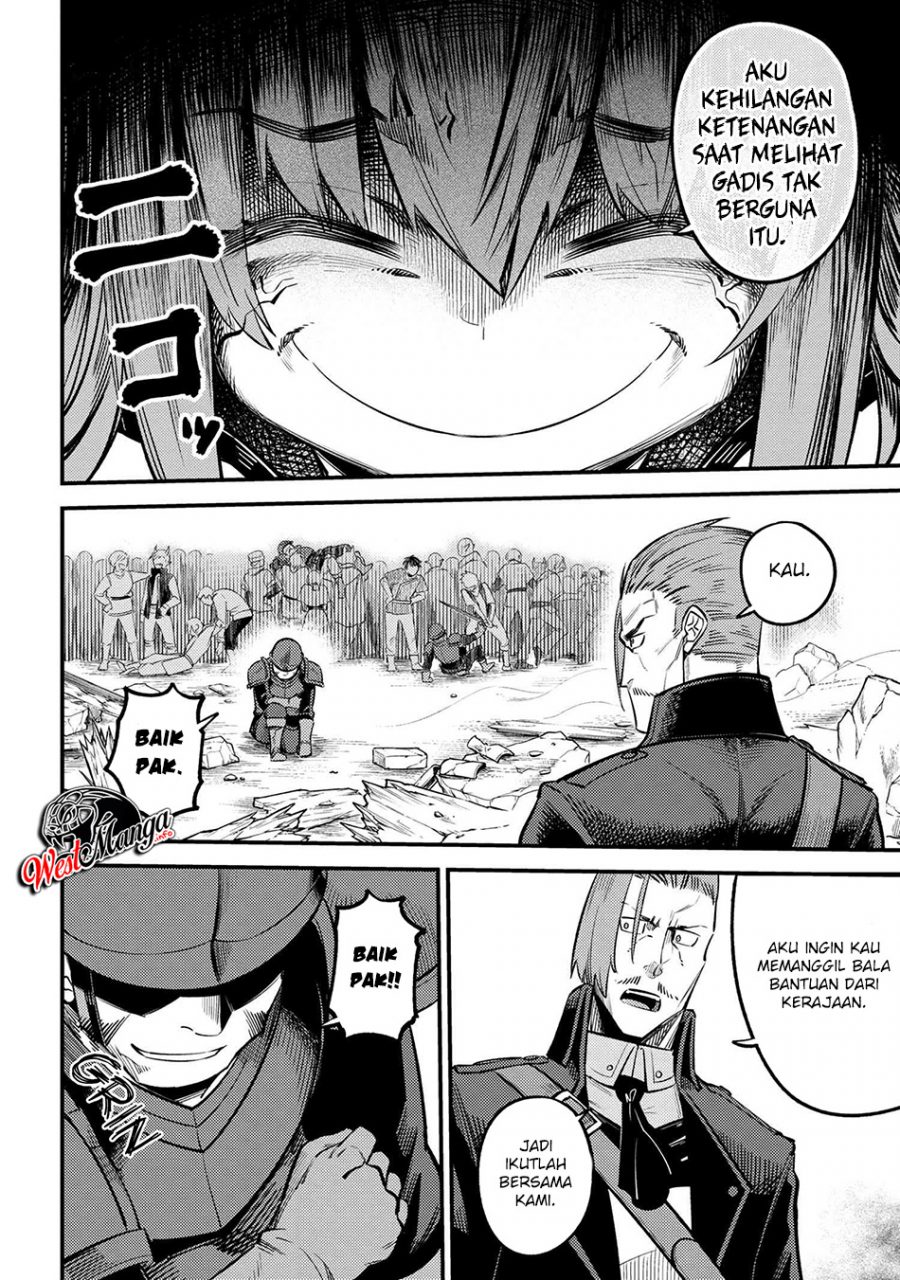 AKU
KEHILANGAN
KETENANGAN
SAAT MELIHAT
GADIS TAK
BERGUNA
ITU.
ニコッ
KAU.
BAIK
PAK.
WestManga
.info
AKU INGIN KAU
MEMANGGIL BALA
BANTUAN DARI
KERAJAAN.
JADI
IKUTLAH
BERSAMA
KAMI.
BAIK
PAK!!
GRIN